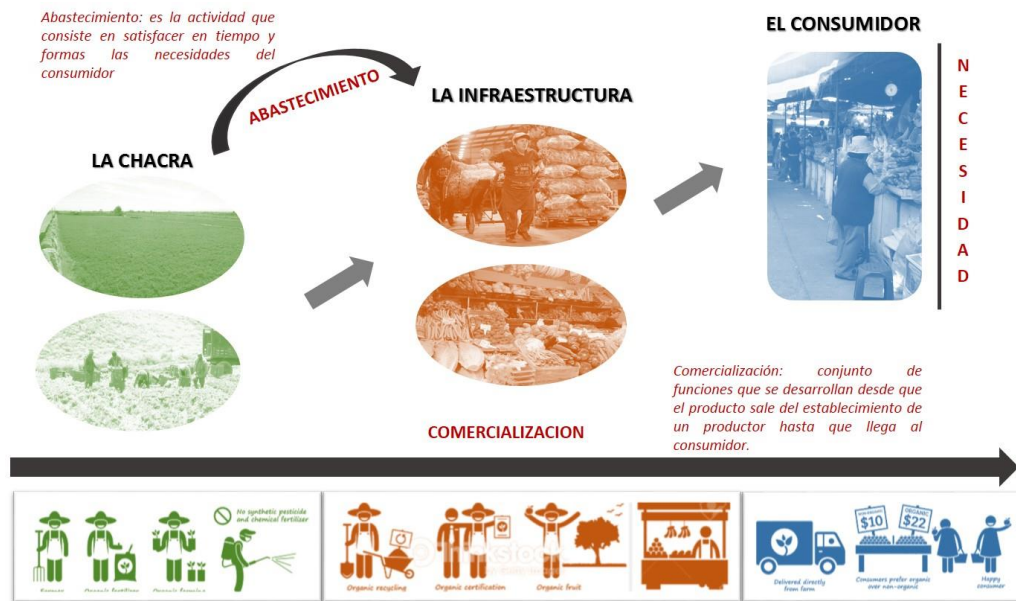 Abastecimiento: es la actividad que
consiste en satisfacer en tiempo y
formas las necesidades del
consumidor
ABASTECIMIENTO
LA CHACRA
LA INFRAESTRUCTURA
EL CONSUMIDOR
NECESIDAD
Comercialización: conjunto de
funciones que se desarrollan desde que
el producto sale del establecimiento de
un productor hasta que llega al
consumidor.
COMERCIALIZACION
No synthetic pesticide
and chemical fertilizer
Organic recycling
Organic certification
Organic fruit
$10
ORGANIC
$22
Delivered directly
from farm
Consumers prefer organic
over non-organic
Happy
consumer